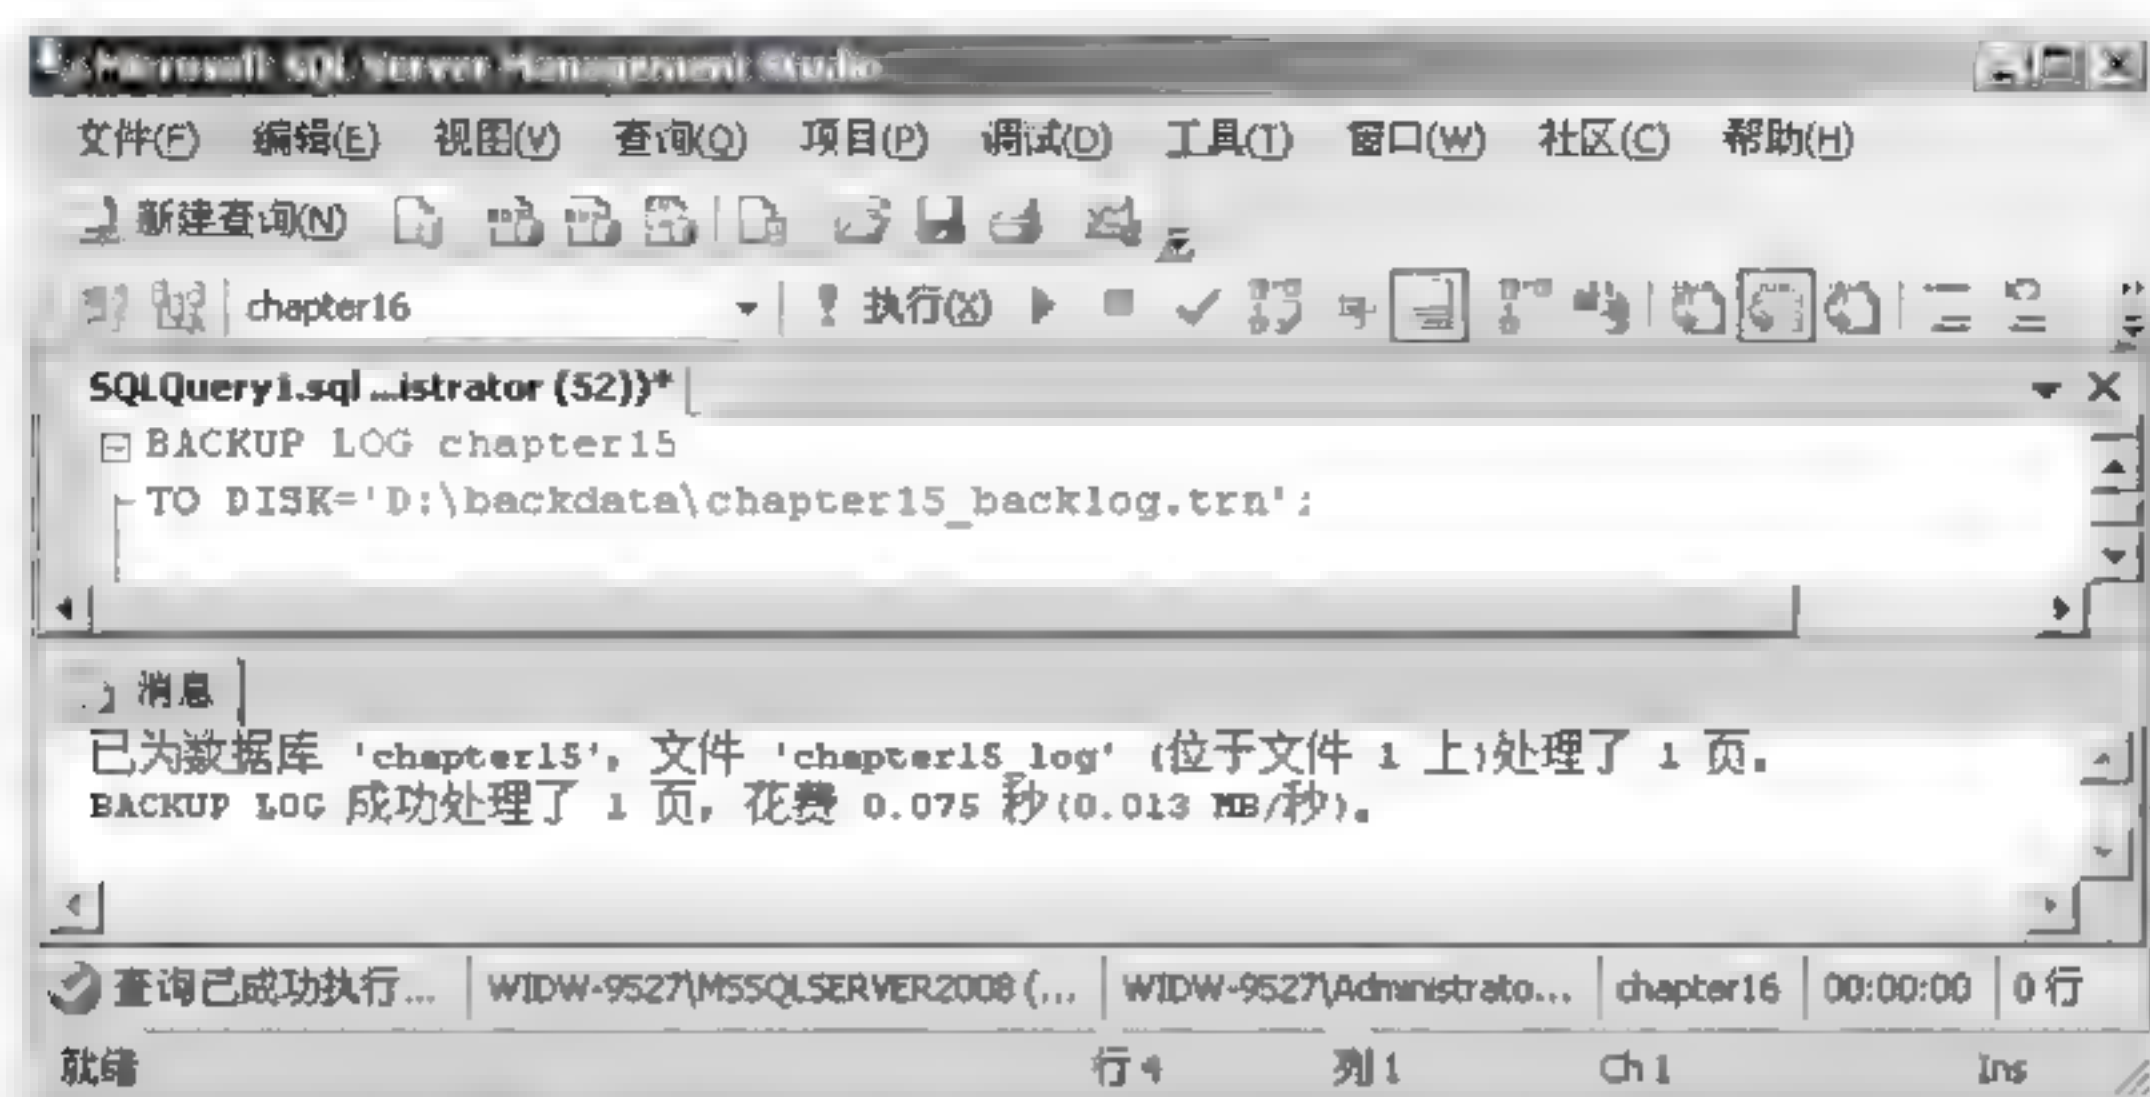 Microsoft SQL Server Management Studio
文件(F) 编辑(E) 视图(V) 查询(Q) 项目(P) 调试(D) 工具(T) 窗口(W) 社区(C) 帮助(H)
新建查询(N)
chapter16 执行(X)
SQLQuery1.sql ...istrator (52))*
BACKUP LOG chapter15
TO DISK='D:\backdata\chapter15_backlog.trn';
消息
已为数据库 'chapter15'，文件 'chapter15_log' (位于文件 1 上)处理了 1 页。
BACKUP LOG 成功处理了 1 页，花费 0.075 秒(0.013 MB/秒)。
查询已成功执行... WIDW-9527\MSSQLSERVER2008 (... WIDW-9527\Administrato... chapter16 00:00:00 0 行
就绪 行 4 列 1 Ch 1 Ins